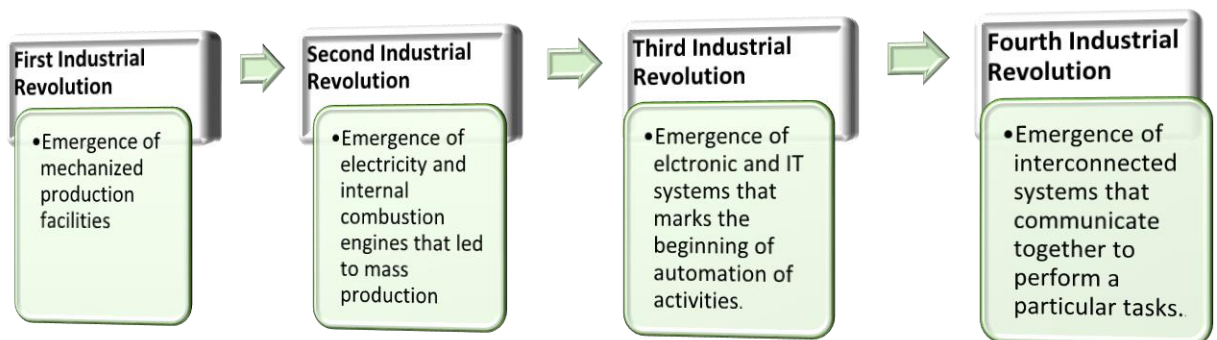 First Industrial
Revolution
•Emergence of
mechanized
production
facilities
Second Industrial
Revolution
•Emergence of
electricity and
internal
combustion
engines that led
to mass
production
Third Industrial
Revolution
•Emergence of
elctronic and IT
systems that
marks the
beginning of
automation of
activities.
Fourth Industrial
Revolution
•Emergence of
interconnected
systems that
communicate
together to
perform a
particular tasks..